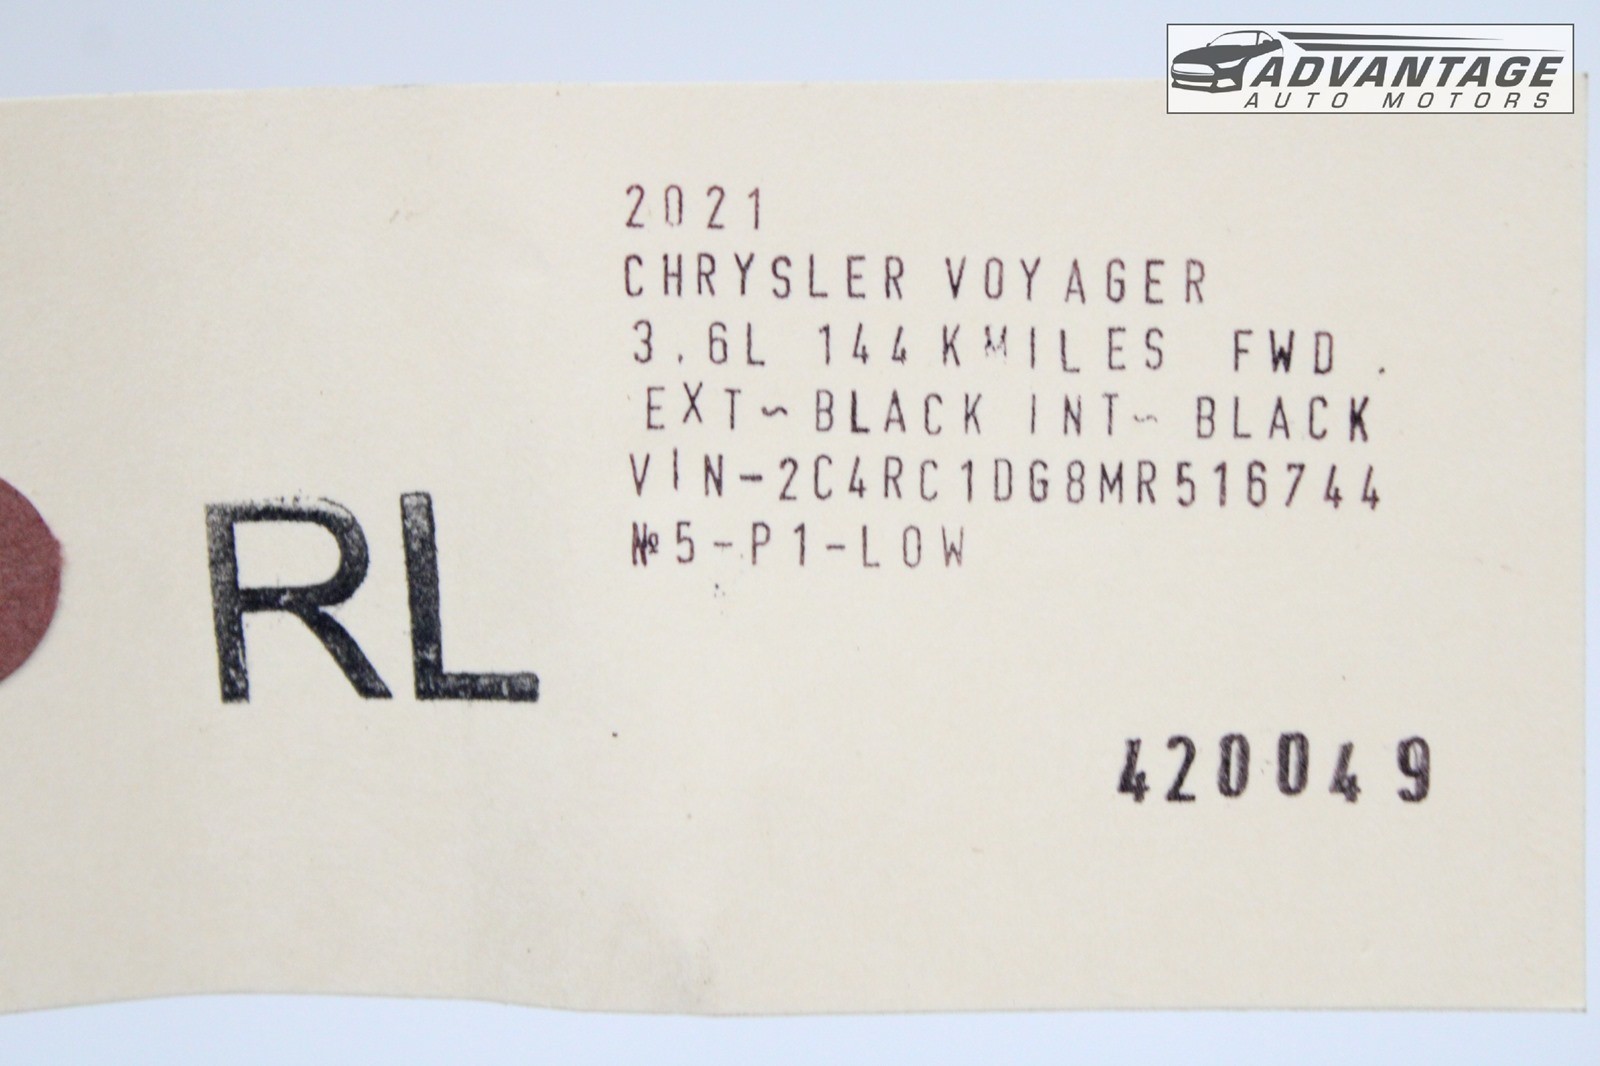 ADVANTAGE
AUTO MOTORS
2021
CHRYSLER VOYAGER
3.6L 144KMILES FWD.
EXT~BLACK INT~BLACK
VIN-2C4RC1DG8MR516744
№5-P1-LOW
RL
420049